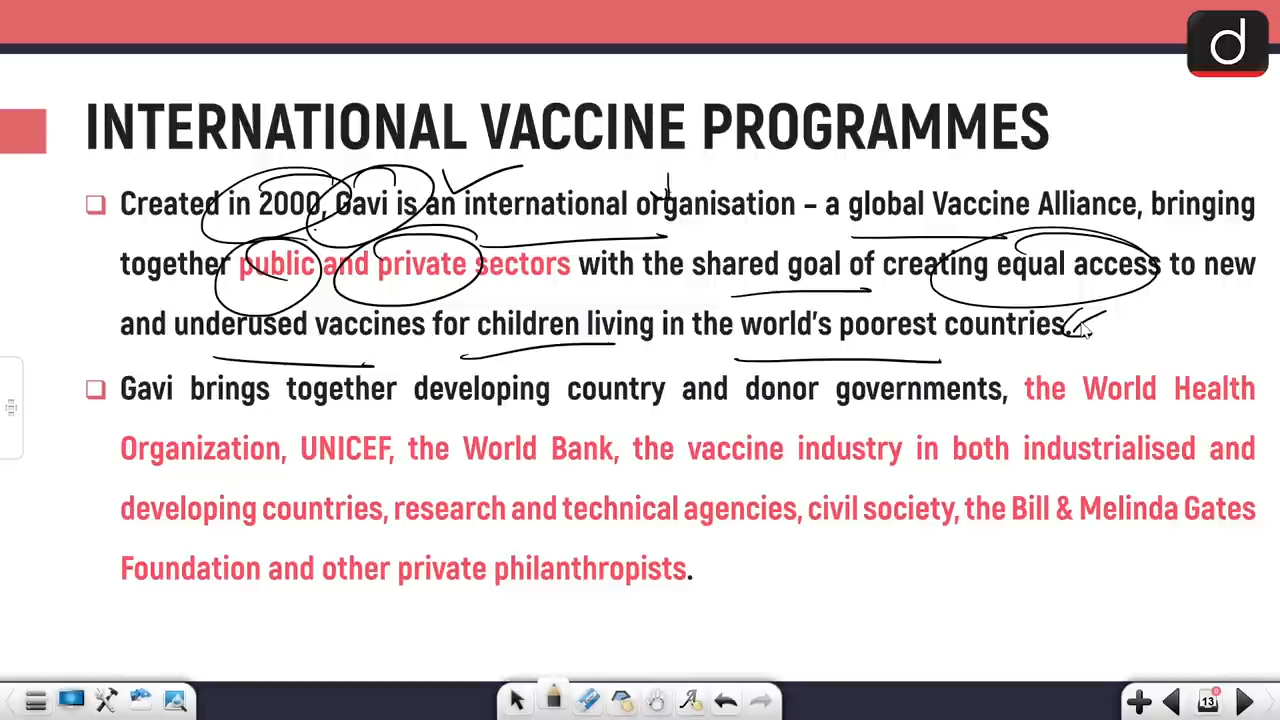 d
INTERNATIONAL VACCINE PROGRAMMES
Created in 2000, Gavi is an international organisation – a global Vaccine Alliance, bringing
together public and private sectors with the shared goal of creating equal access to new
and underused vaccines for children living in the world's poorest countries.
Gavi brings together developing country and donor governments, the World Health
Organization, UNICEF, the World Bank, the vaccine industry in both industrialised and
developing countries, research and technical agencies, civil society, the Bill & Melinda Gates
Foundation and other private philanthropists.
13